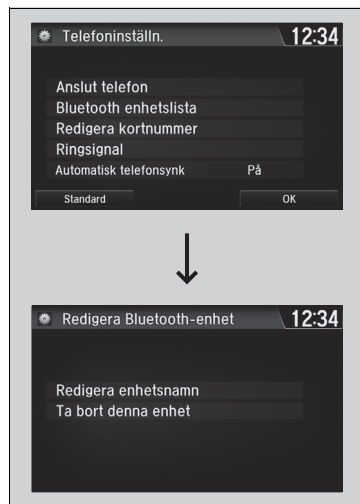 Telefoninställn.
12:34
Anslut telefon
Bluetooth enhetslista
Redigera kortnummer
Ringsignal
Automatisk telefonsynk På
Standard OK
Redigera Bluetooth-enhet
12:34
Redigera enhetsnamn
Ta bort denna enhet